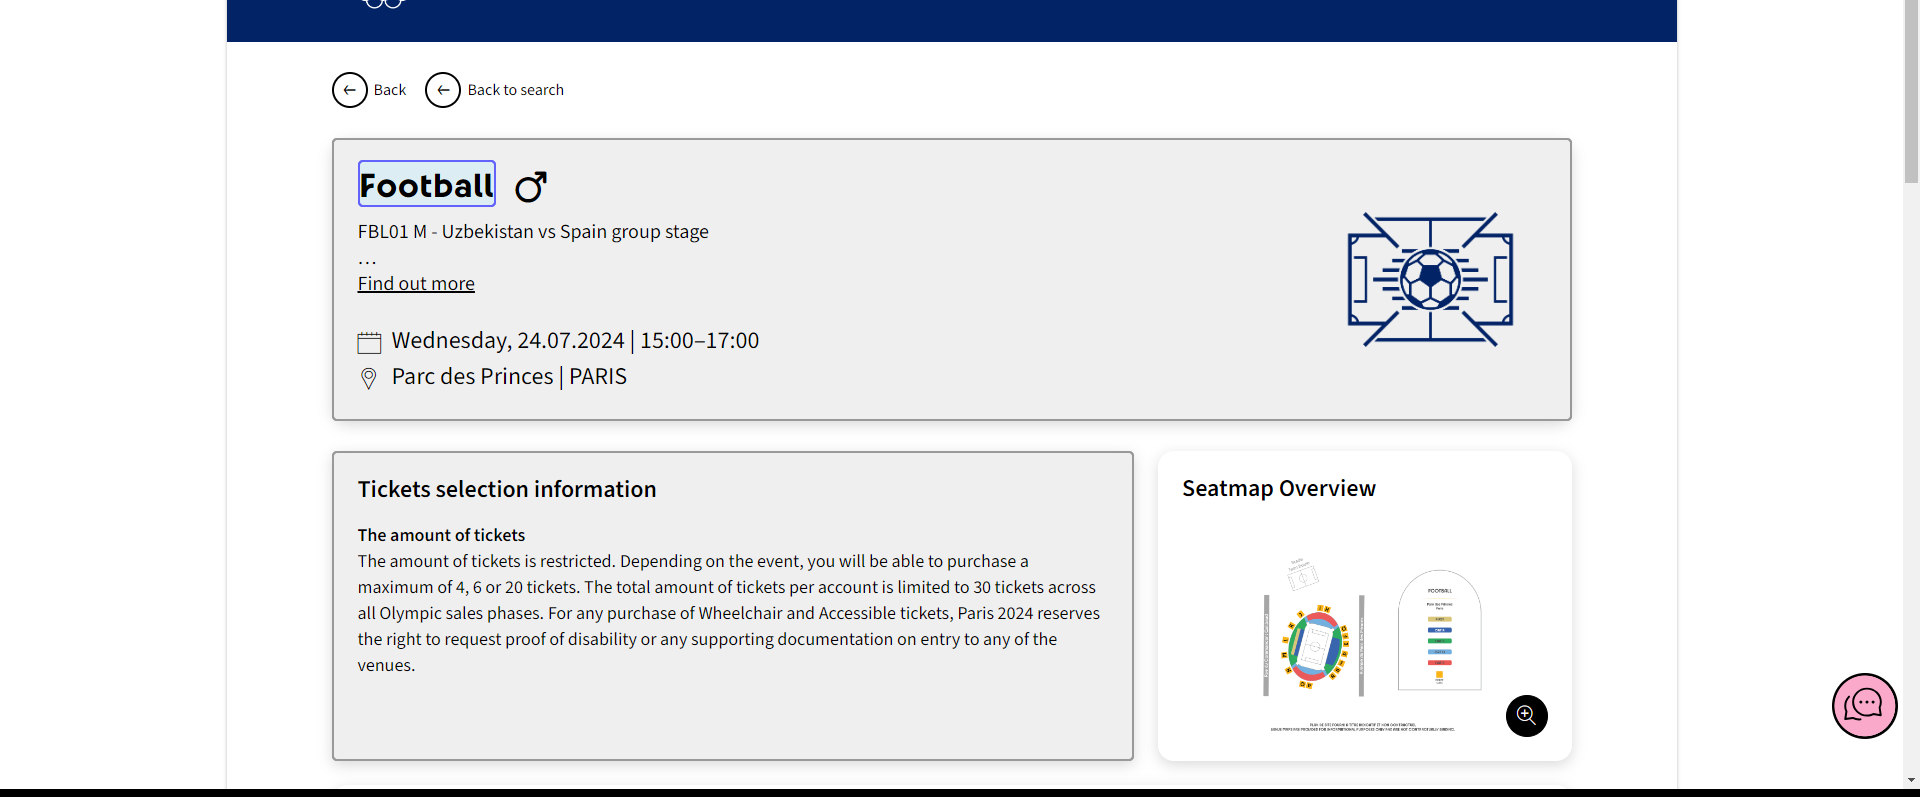 Back
Back to search
Football
FBL01 M - Uzbekistan vs Spain group stage
...
Find out more
Wednesday, 24.07.2024 | 15:00–17:00
Parc des Princes | PARIS
Tickets selection information
The amount of tickets
The amount of tickets is restricted. Depending on the event, you will be able to purchase a
maximum of 4, 6 or 20 tickets. The total amount of tickets per account is limited to 30 tickets across
all Olympic sales phases. For any purchase of Wheelchair and Accessible tickets, Paris 2024 reserves
the right to request proof of disability or any supporting documentation on entry to any of the
venues.
Seatmap Overview
FOOTBALL
Parc des Princes
Paris